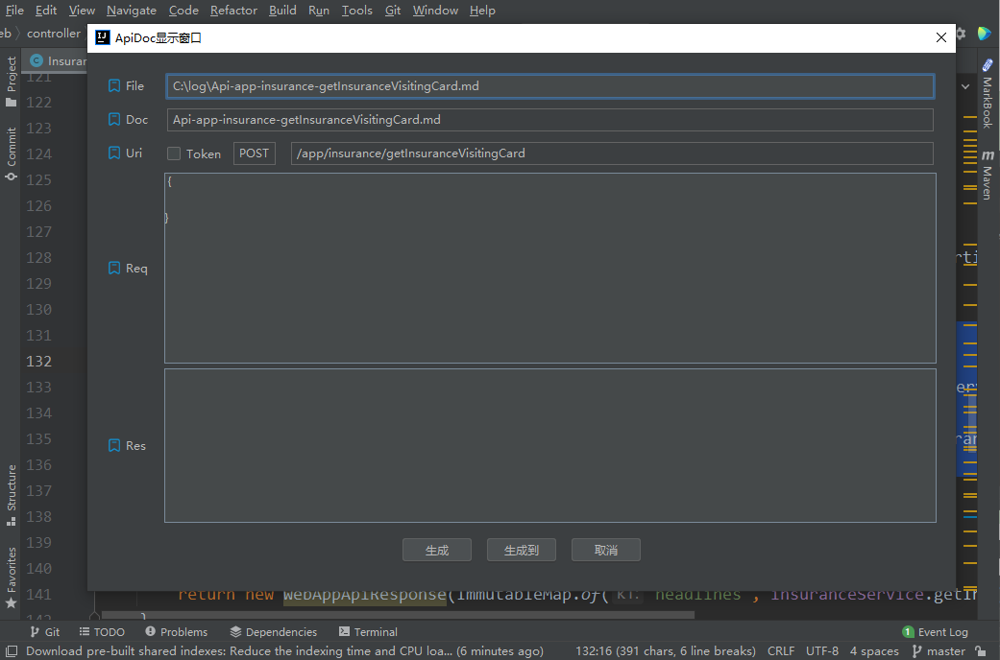 File Edit View Navigate Code Refactor Build Run Tools Git Window Help
eb controller
ApiDoc显示窗口
Insuran
Project
Commit
Structure
Favorites
MarkBook
Maven
File C:\log\Api-app-insurance-getInsuranceVisitingCard.md
Doc Api-app-insurance-getInsuranceVisitingCard.md
Uri Token POST /app/insurance/getInsuranceVisitingCard
{
}
Req
Res
生成 生成到 取消
121
122
123
124
125
126
127
128
129
130
131
132
133
134
135
136
137
138
139
140
141
142
return new WebAppApiResponse(ImmutableMap.of( K1: "headlines", insuranceService.getIn
}
Git TODO Problems Dependencies Terminal 1 Event Log
Download pre-built shared indexes: Reduce the indexing time and CPU loa... (6 minutes ago) 132:16 (391 chars, 6 line breaks) CRLF UTF-8 4 spaces master